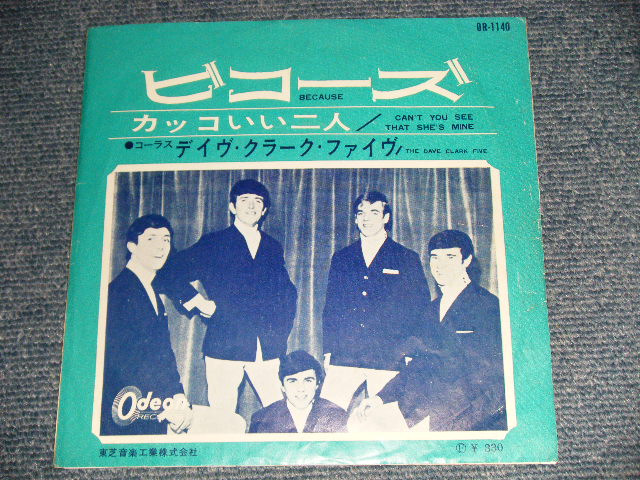 OR-1140
ビコーズ
BECAUSE
カッコいい二人/
CAN'T YOU SEE
THAT SHE'S MINE
●コーラス デイヴ・クラーク・ファイヴ/THE DAVE CLARK FIVE
Odeon
RECORDS
東芝音楽工業株式会社
Ⓟ ¥ 330